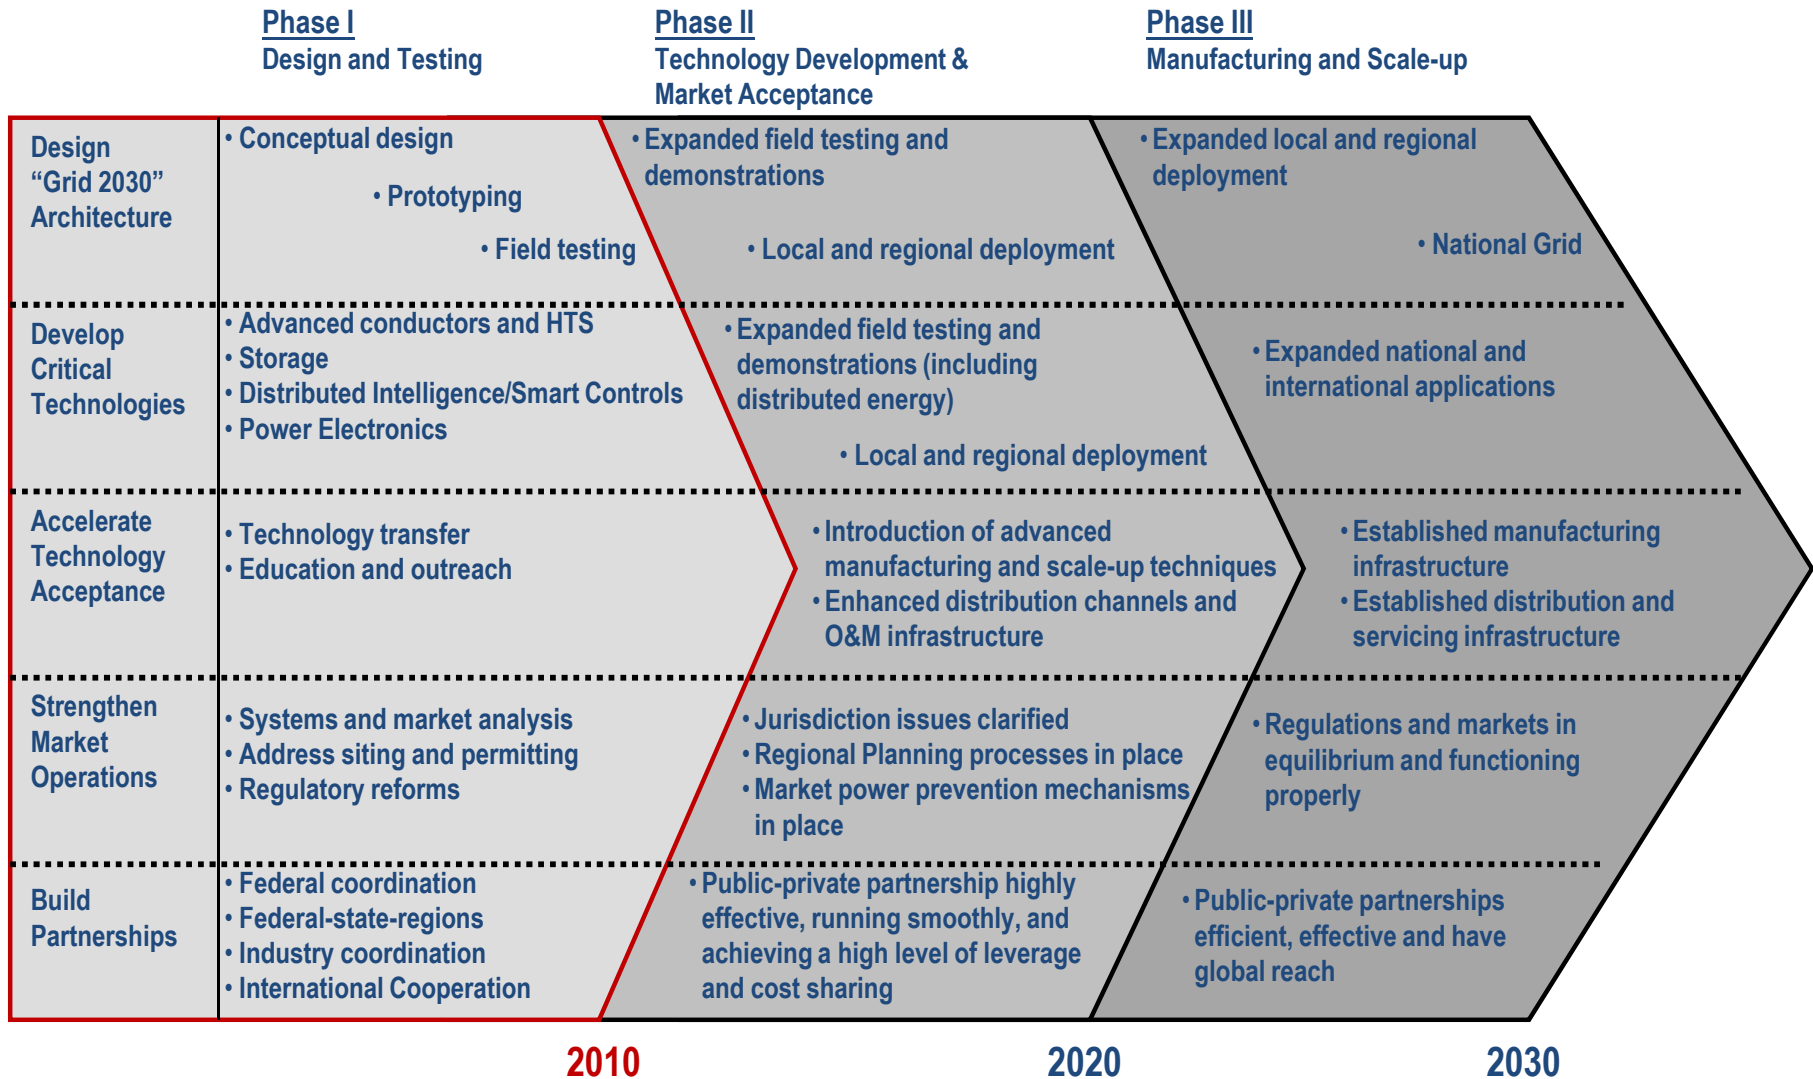 Phase I
Design and Testing
Phase II
Technology Development &
Market Acceptance
Phase III
Manufacturing and Scale-up
Design
“Grid 2030”
Architecture
• Conceptual design
• Prototyping
• Field testing
• Expanded field testing and
demonstrations
• Local and regional deployment
• Expanded local and regional
deployment
• National Grid
Develop
Critical
Technologies
• Advanced conductors and HTS
• Storage
• Distributed Intelligence/Smart Controls
• Power Electronics
• Expanded field testing and
demonstrations (including
distributed energy)
• Local and regional deployment
• Expanded national and
international applications
Accelerate
Technology
Acceptance
• Technology transfer
• Education and outreach
• Introduction of advanced
manufacturing and scale-up techniques
• Enhanced distribution channels and
O&M infrastructure
• Established manufacturing
infrastructure
• Established distribution and
servicing infrastructure
Strengthen
Market
Operations
• Systems and market analysis
• Address siting and permitting
• Regulatory reforms
• Jurisdiction issues clarified
• Regional Planning processes in place
• Market power prevention mechanisms
in place
• Regulations and markets in
equilibrium and functioning
properly
Build
Partnerships
• Federal coordination
• Federal-state-regions
• Industry coordination
• International Cooperation
• Public-private partnership highly
effective, running smoothly, and
achieving a high level of leverage
and cost sharing
• Public-private partnerships
efficient, effective and have
global reach
2010
2020
2030